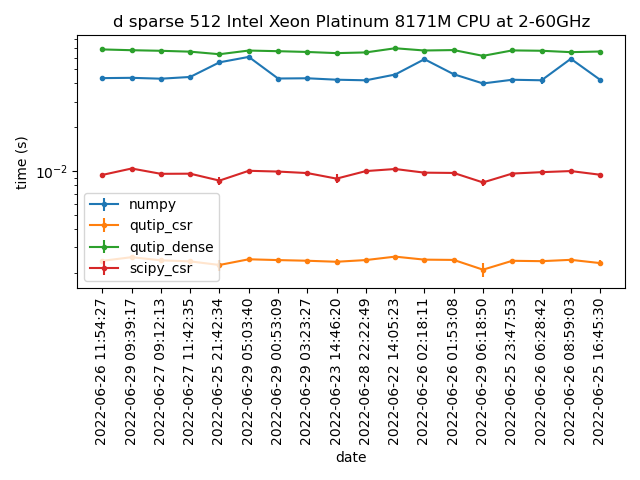 d sparse 512 Intel Xeon Platinum 8171M CPU at 2-60GHz
time (s)
10^-2
numpy
qutip_csr
qutip_dense
scipy_csr
2022-06-26 11:54:27
2022-06-29 09:39:17
2022-06-27 09:12:13
2022-06-27 11:42:35
2022-06-25 21:42:34
2022-06-29 05:03:40
2022-06-29 00:53:09
2022-06-29 03:23:27
2022-06-23 14:46:20
2022-06-28 22:22:49
2022-06-22 14:05:23
2022-06-26 02:18:11
2022-06-26 01:53:08
2022-06-29 06:18:50
2022-06-25 23:47:53
2022-06-26 06:28:42
2022-06-26 08:59:03
2022-06-25 16:45:30
date